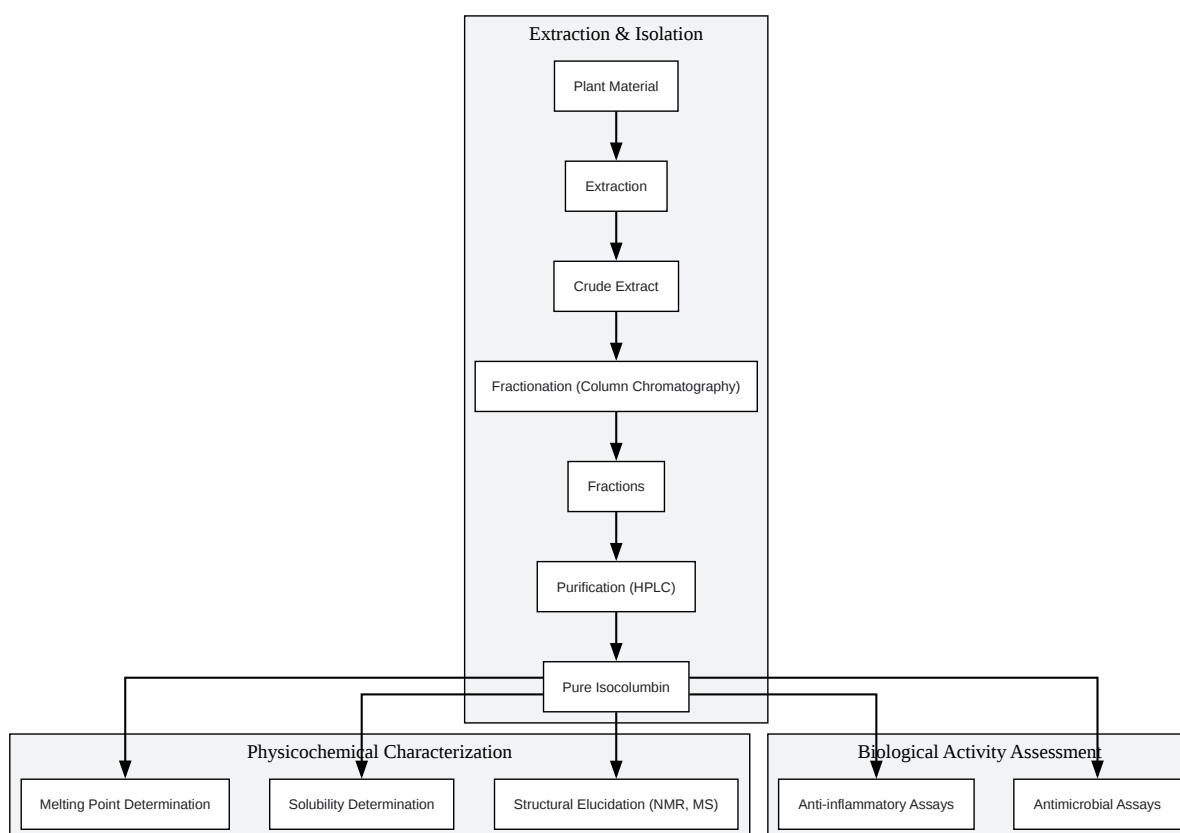 Extraction & Isolation
Plant Material
Extraction
Crude Extract
Fractionation (Column Chromatography)
Fractions
Purification (HPLC)
Pure Isocolumbin
Physicochemical Characterization
Biological Activity Assessment
Melting Point Determination
Solubility Determination
Structural Elucidation (NMR, MS)
Anti-inflammatory Assays
Antimicrobial Assays